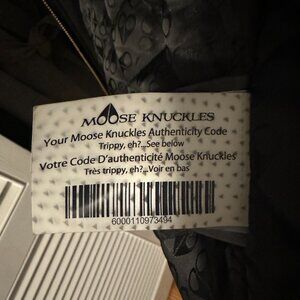 MOOSE KNUCKLES
Your Moose Knuckles Authenticity Code
Trippy, eh?...See below
Votre Code D'authenticité Moose Knuckles
Très trippy, eh?...Voir en bas
6000110973494